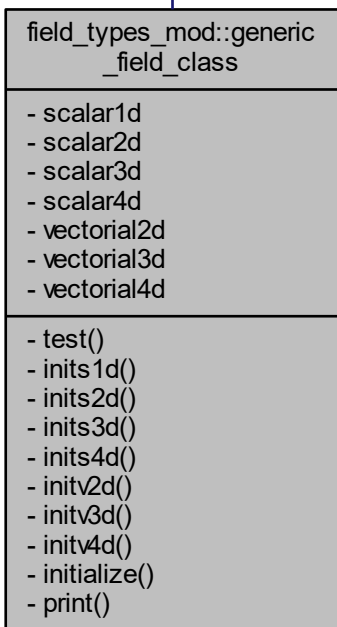 field_types_mod::generic
_field_class
- scalar1d
- scalar2d
- scalar3d
- scalar4d
- vectorial2d
- vectorial3d
- vectorial4d
- test()
- inits1d()
- inits2d()
- inits3d()
- inits4d()
- initv2d()
- initv3d()
- initv4d()
- initialize()
- print()